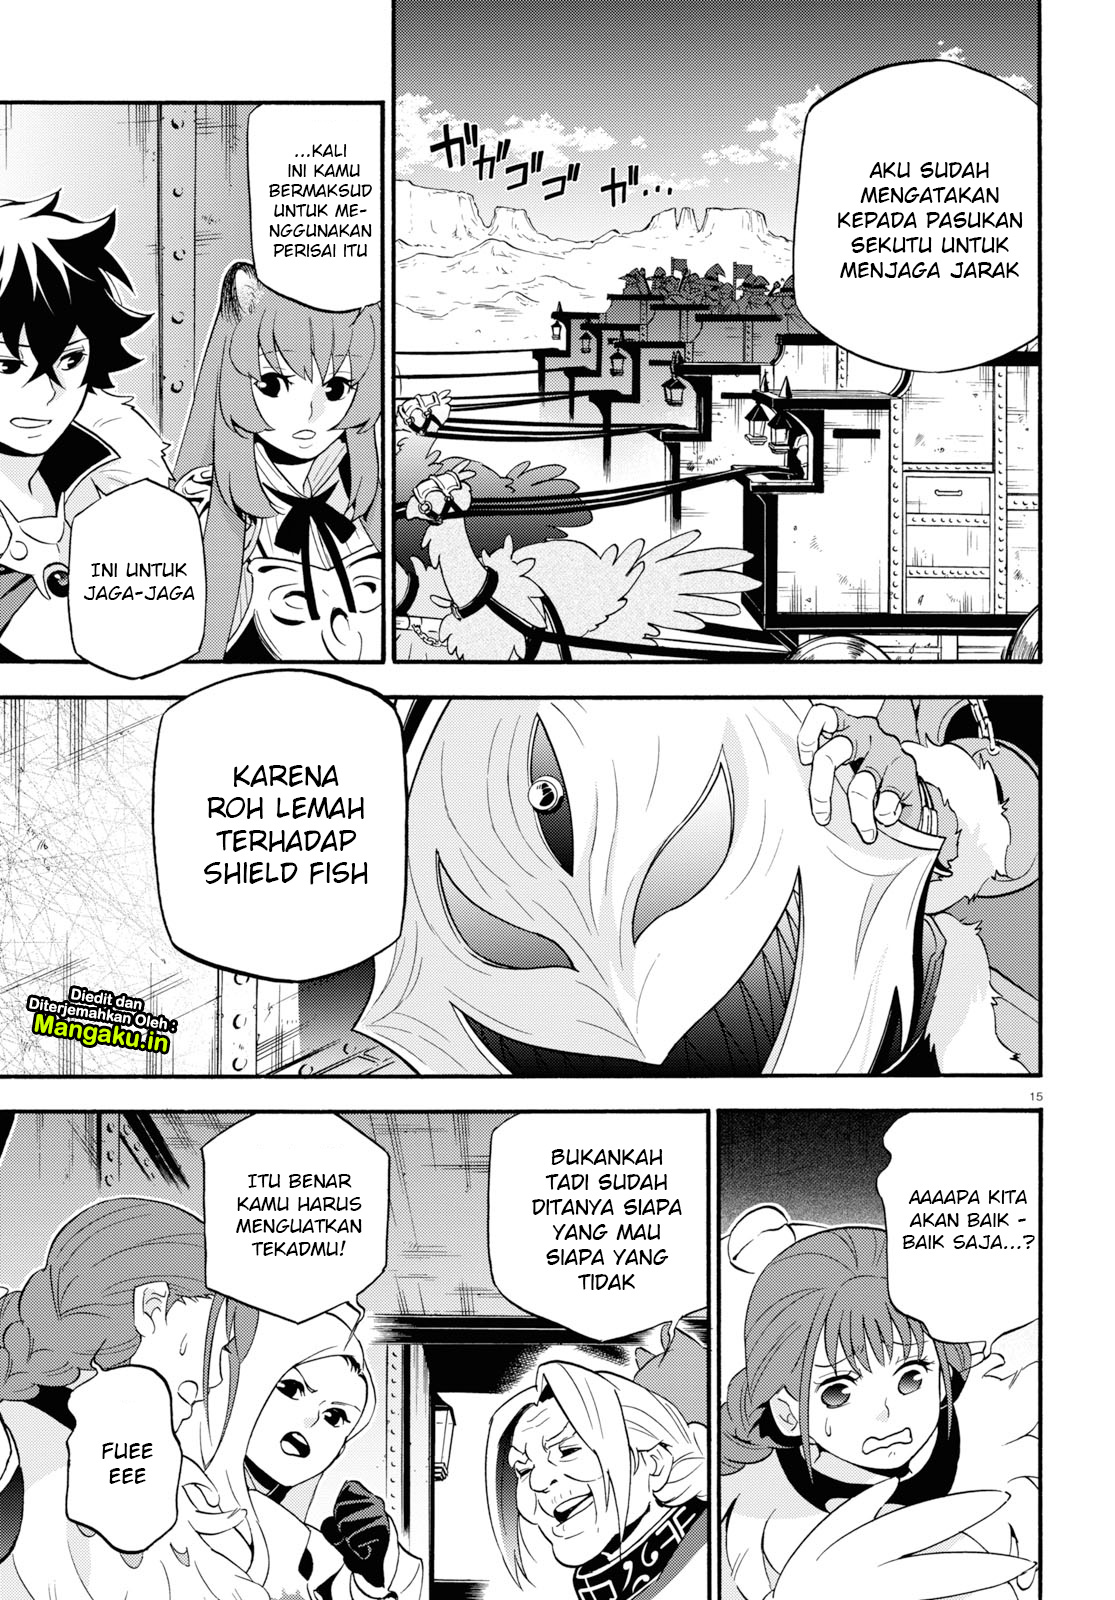 AKU SUDAH
MENGATAKAN
KEPADA PASUKAN
SEKUTU UNTUK
MENJAGA JARAK
ガガゴガ…
...KALI
INI KAMU
BERMAKSUD
UNTUK ME-
NGGUNAKAN
PERISAI ITU
INI UNTUK
JAGA-JAGA
KARENA
ROH LEMAH
TERHADAP
SHIELD FISH
Diedit dan
Diterjemahkan Oleh :
Mangaku.in
15
AAAAPA KITA
AKAN BAIK -
BAIK SAJA...?
BUKANKAH
TADI SUDAH
DITANYA SIAPA
YANG MAU
SIAPA YANG
TIDAK
ITU BENAR
KAMU HARUS
MENGUATKAN
TEKADMU!
FUEE
EEE